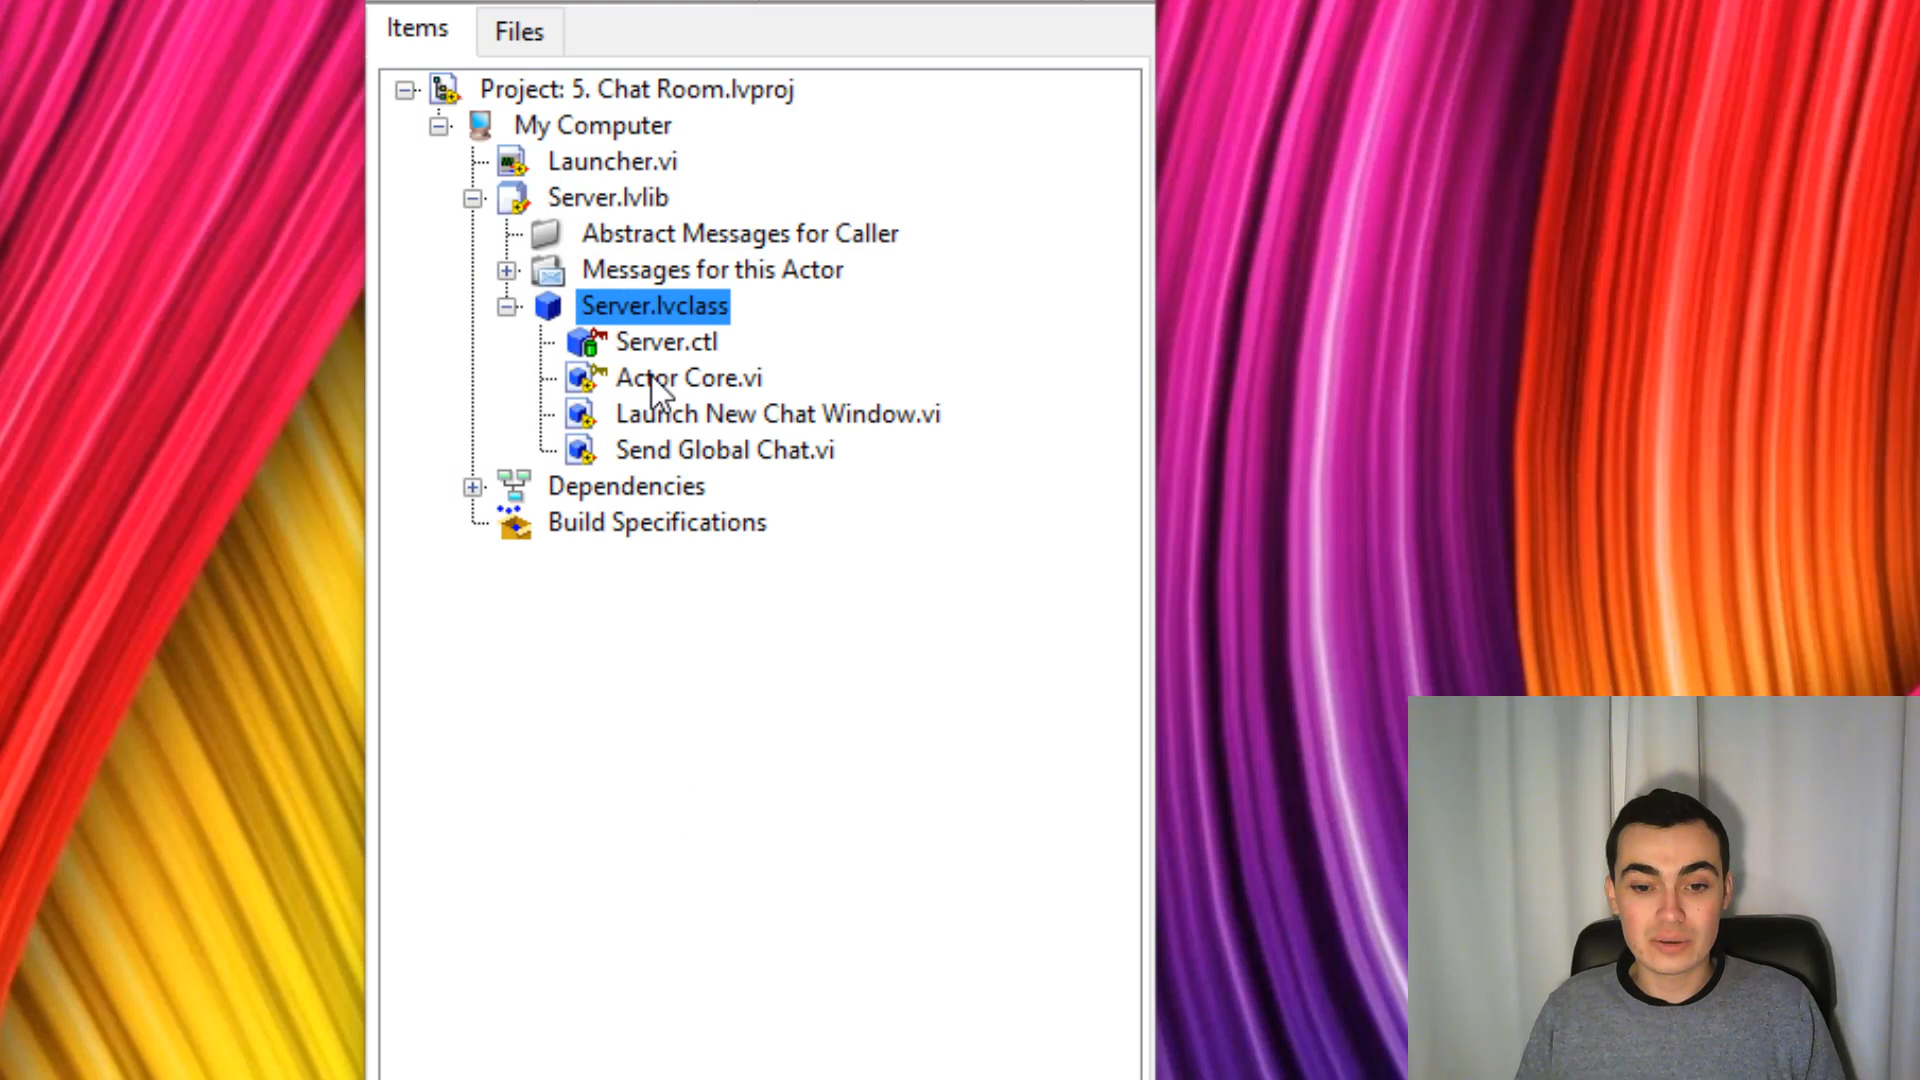 Items
Files
Project: 5. Chat Room.lvproj
My Computer
Launcher.vi
Server.lvlib
Abstract Messages for Caller
Messages for this Actor
Server.lvclass
Server.ctl
Actor Core.vi
Launch New Chat Window.vi
Send Global Chat.vi
Dependencies
Build Specifications